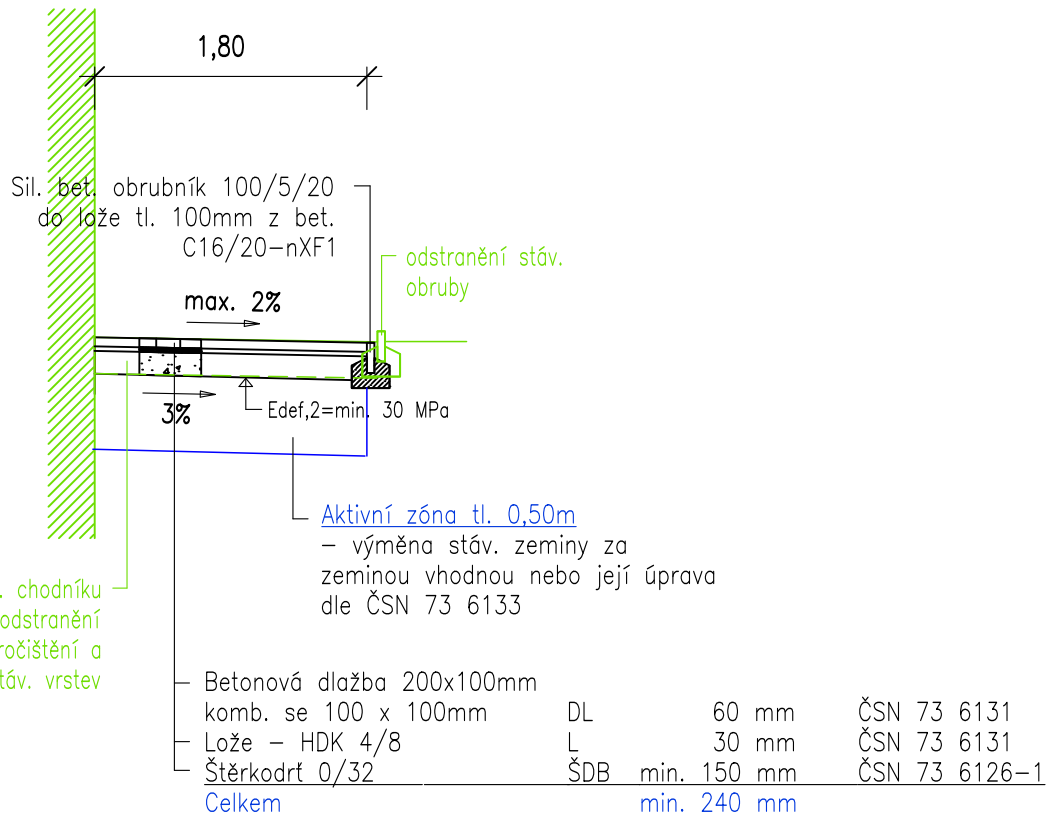 1,80
Sil. bet. obrubník 100/5/20
do lože tl. 100mm z bet.
C16/20-nXF1
odstranění stáv.
obruby
max. 2%
3%
Edef,2=min. 30 MPa
Aktivní zóna tl. 0,50m
– výměna stáv. zeminy za
zeminou vhodnou nebo její úprava
dle ČSN 73 6133
. chodníku
odstranění
ročištění a
táv. vrstev
Betonová dlažba 200x100mm
komb. se 100 x 100mm DL 60 mm ČSN 73 6131
Lože – HDK 4/8 L 30 mm ČSN 73 6131
Štěrkodrť 0/32 ŠDB min. 150 mm ČSN 73 6126-1
Celkem min. 240 mm